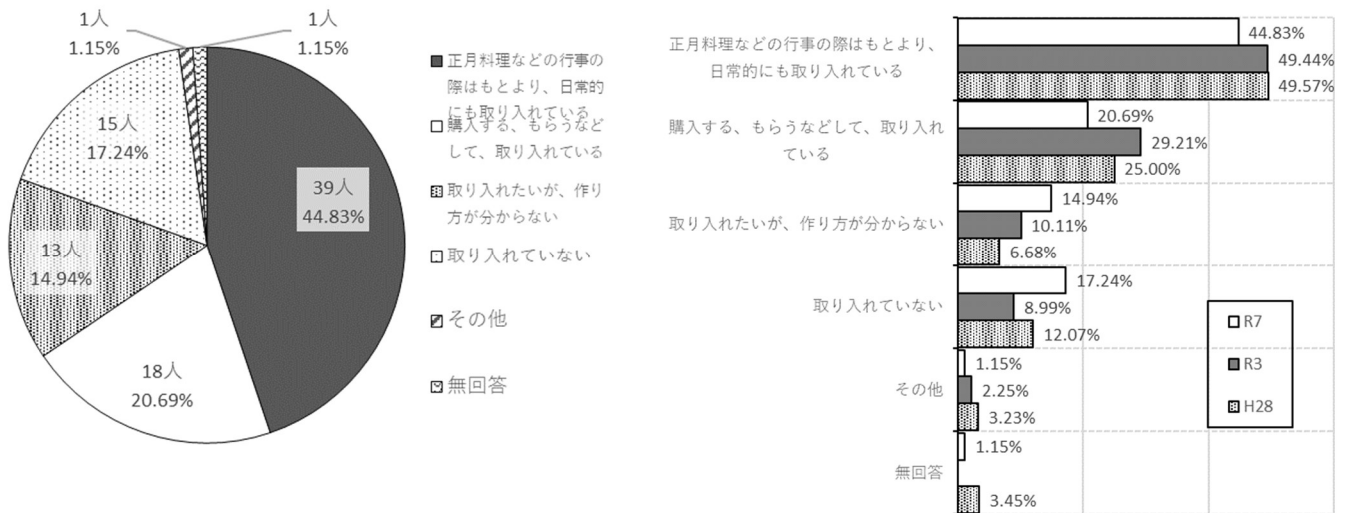 1人
1.15%
1人
1.15%
15人
17.24%
39人
44.83%
13人
14.94%
18人
20.69%
正月料理などの行事の
際はもとより、日常的
にも取り入れている
購入する、もらうなど
して、取り入れている
取り入れたいが、作り
方が分からない
取り入れていない
その他
無回答
正月料理などの行事の際はもとより、
日常的にも取り入れている
44.83%
49.44%
49.57%
購入する、もらうなどして、取り入れ
ている
20.69%
29.21%
25.00%
取り入れたいが、作り方が分からない
14.94%
10.11%
6.68%
取り入れていない
17.24%
8.99%
12.07%
その他
1.15%
2.25%
3.23%
無回答
1.15%
3.45%
R7
R3
H28